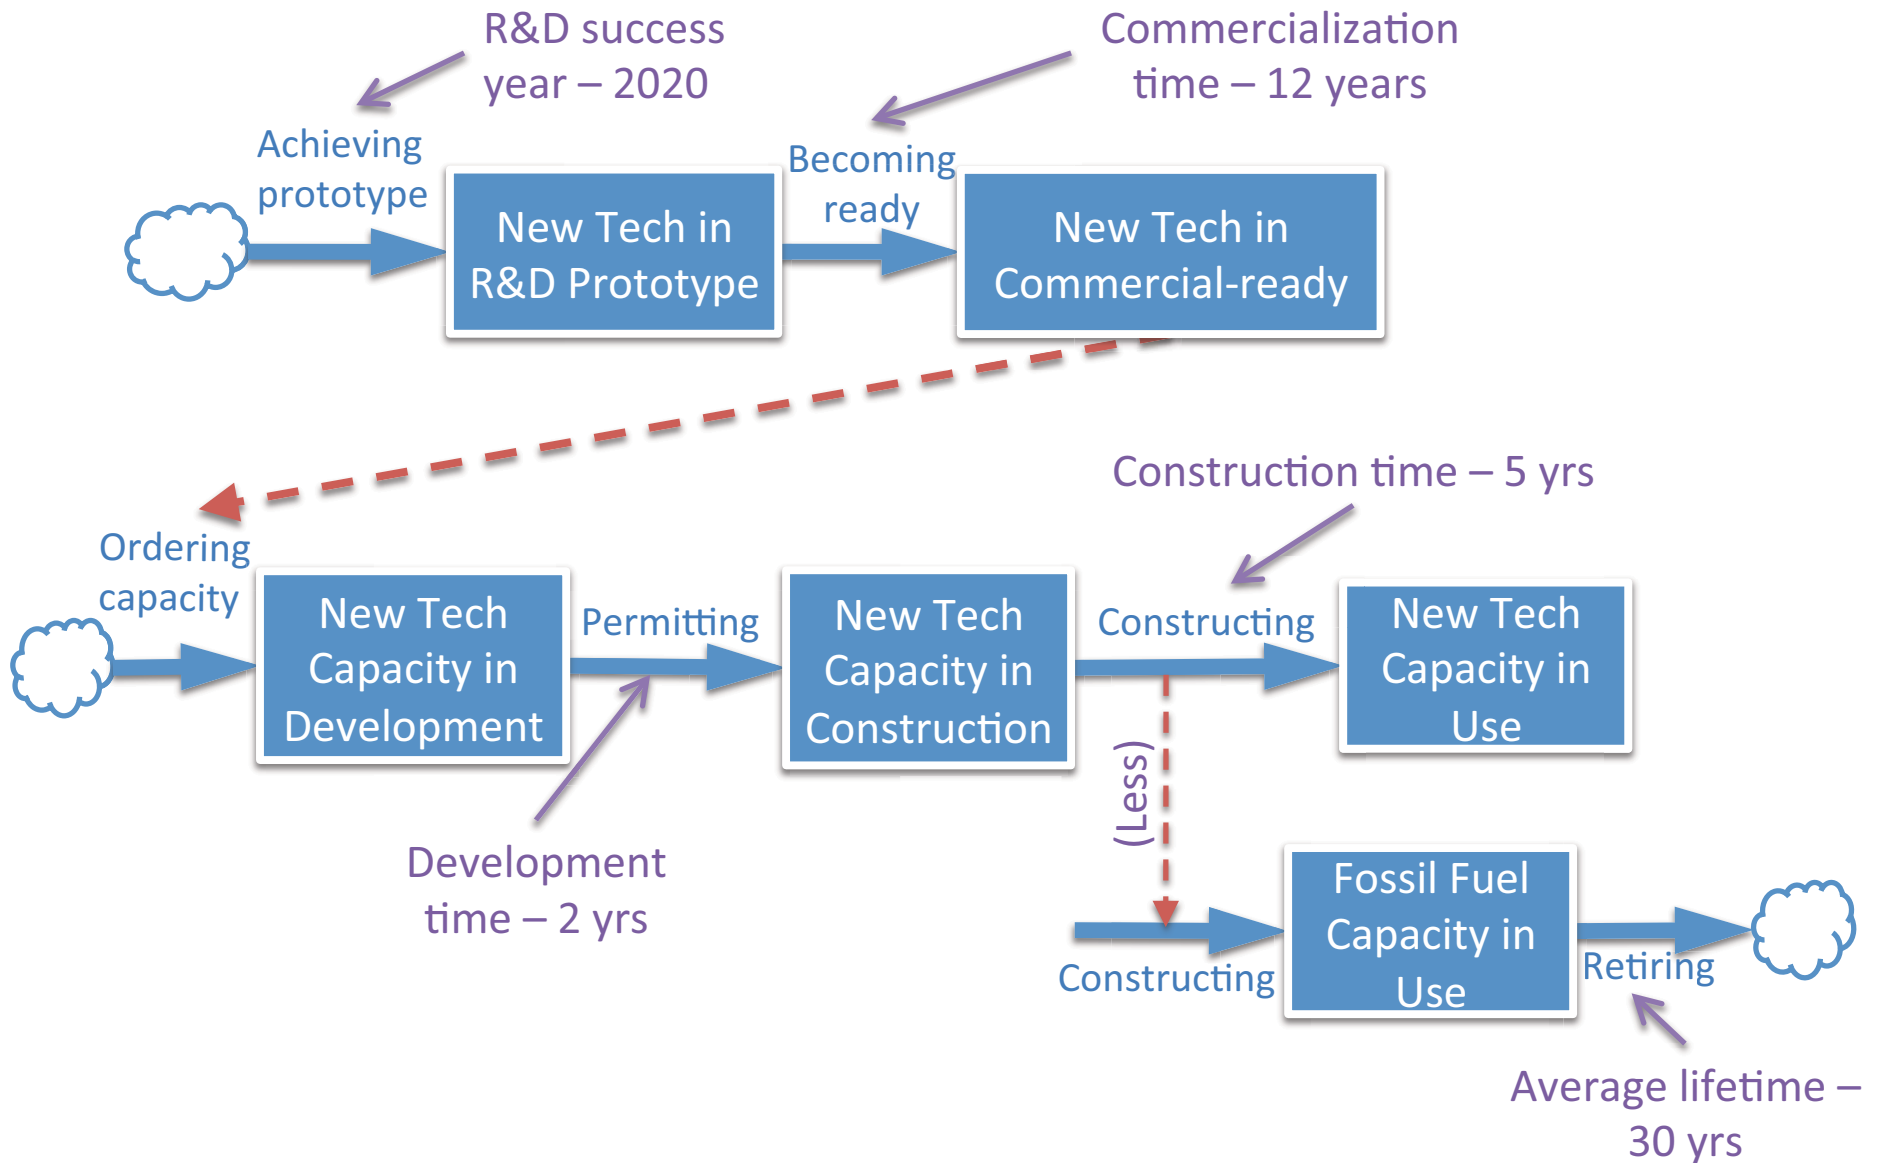 R&D success
year – 2020
Commercialization
time – 12 years
Achieving
prototype
Becoming
ready
New Tech in
R&D Prototype
New Tech in
Commercial-ready
Construction time – 5 yrs
Ordering
capacity
New Tech
Capacity in
Development
Permitting
New Tech
Capacity in
Construction
Constructing
New Tech
Capacity in
Use
(Less)
Development
time – 2 yrs
Constructing
Fossil Fuel
Capacity in
Use
Retiring
Average lifetime –
30 yrs